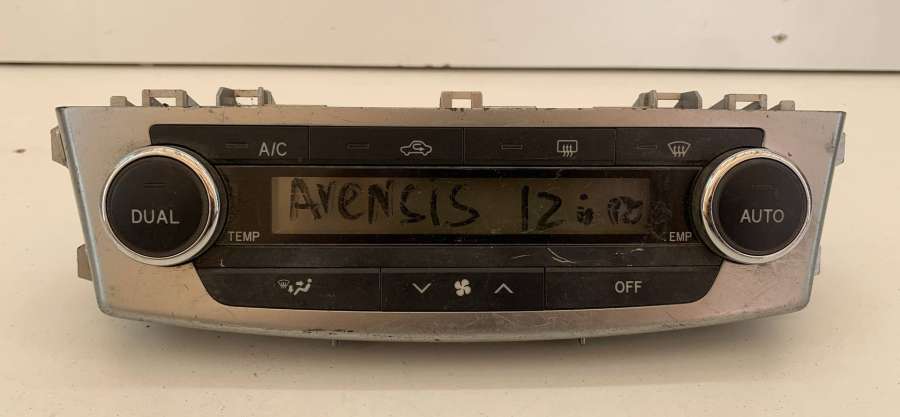 A/C
AVENSIS 12
DUAL
AUTO
TEMP
EMP
OFF